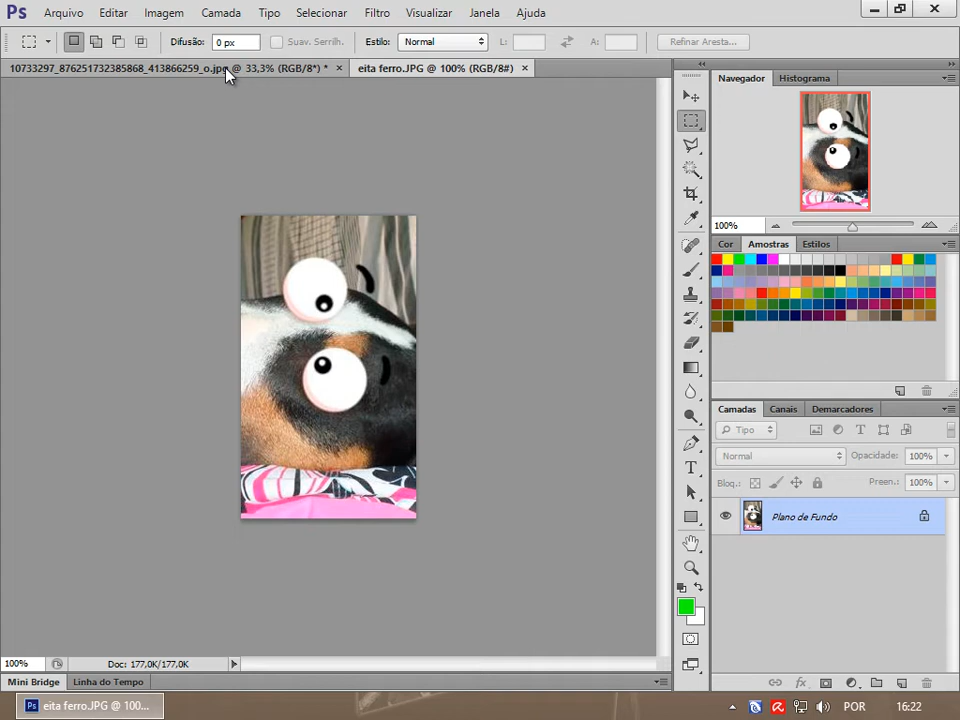 Ps Arquivo Editar Imagem Camada Tipo Selecionar Filtro Visualizar Janela Ajuda
Difusão: 0 px Suav. Serrilh. Estilo: Normal L: A: Refinar Aresta...
10733297_876251732385868_413866259_o.jpg @ 33,3% (RGB/8*) * × eita ferro.JPG @ 100% (RGB/8#) ×
Navegador Histograma
100%
Cor Amostras Estilos
Camadas Canais Demarcadores
Tipo
Normal Opacidade: 100%
Bloq.: Preen.: 100%
Plano de Fundo
100% Doc: 177,0K/177,0K
Mini Bridge Linha do Tempo
Ps eita ferro.JPG @ 100... POR 16:22